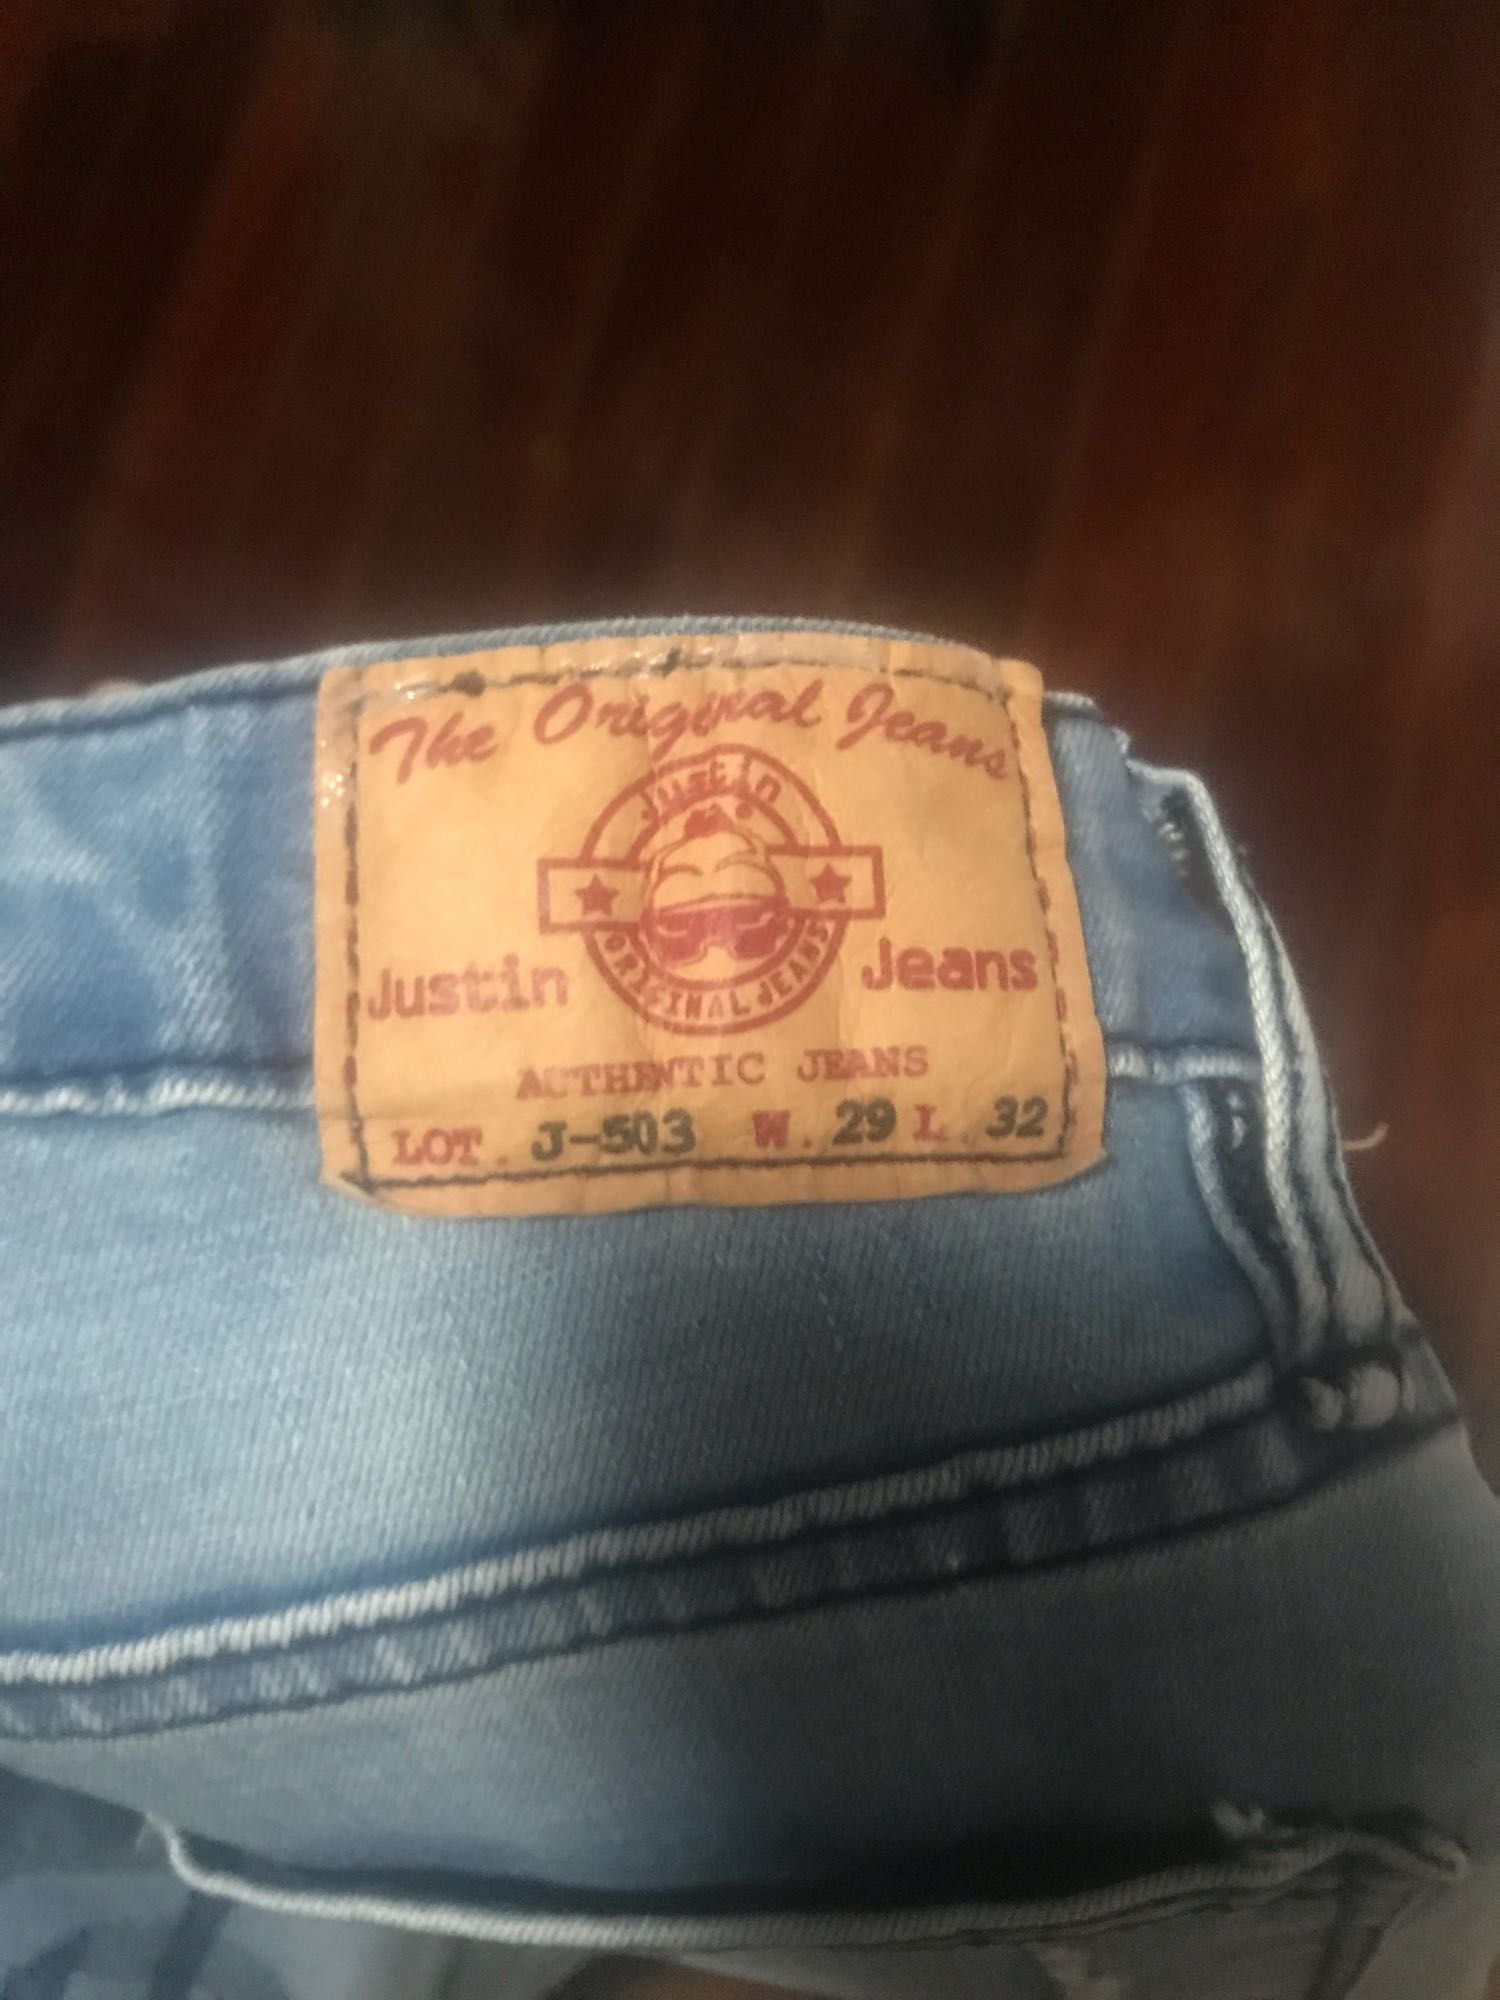 The Original Jeans
Justin
ORIGINAL JEANS
Justin Jeans
AUTHENTIC JEANS
LOT. J-503 W. 29 L. 32